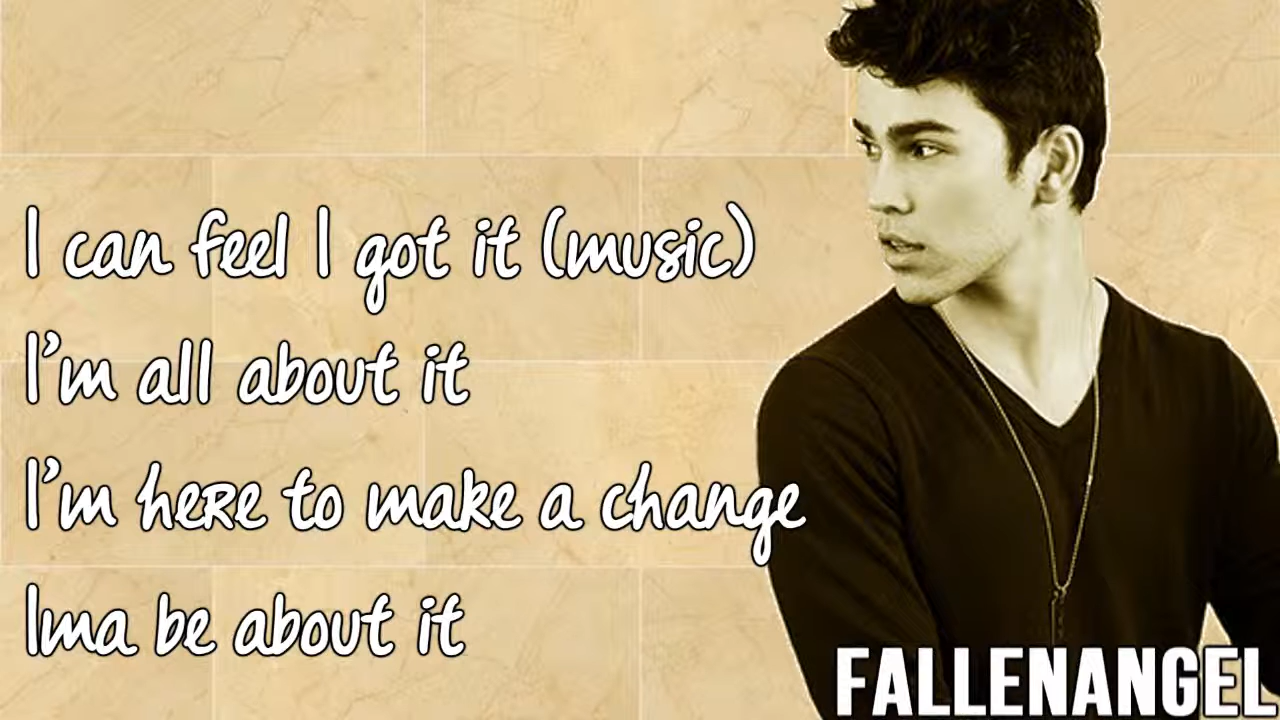 I can feel I got it (music)
I'm all about it
I'm here to make a change
Ima be about it
FALLENANGEL